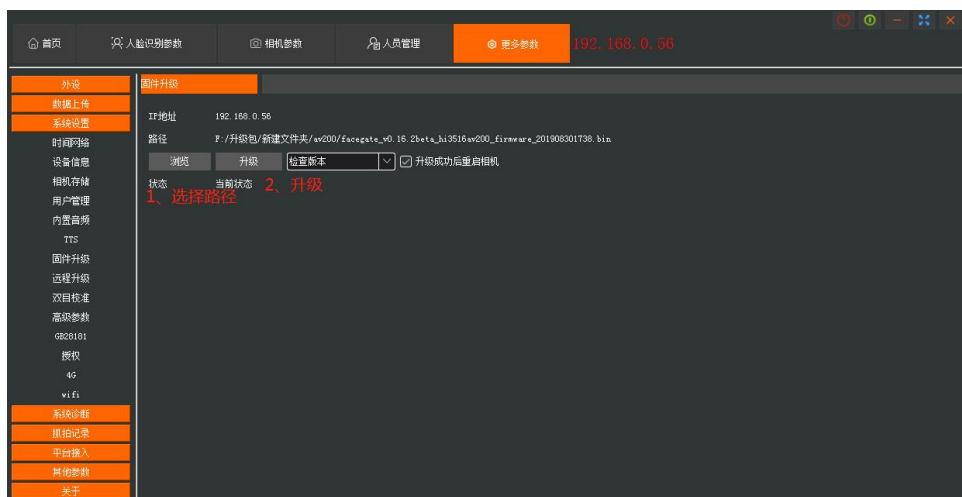 首页 人脸识别参数 相机参数 人员管理 更多参数 192.168.0.56
外设
数据上传
系统设置
时间网络
设备信息
相机存储
用户管理
内置音频
TTS
固件升级
远程升级
双目校准
高级参数
GB28181
授权
4G
wifi
系统诊断
抓拍记录
平台接入
其他参数
关于
固件升级
IP地址 192.168.0.56
路径 F:/升级包/新建文件夹/av200/facegate_v0.16.2beta_hi3516av200_firmware_201908301738.bin
浏览 升级 检查版本 升级成功后重启相机
状态 当前状态 2、升级
1、选择路径